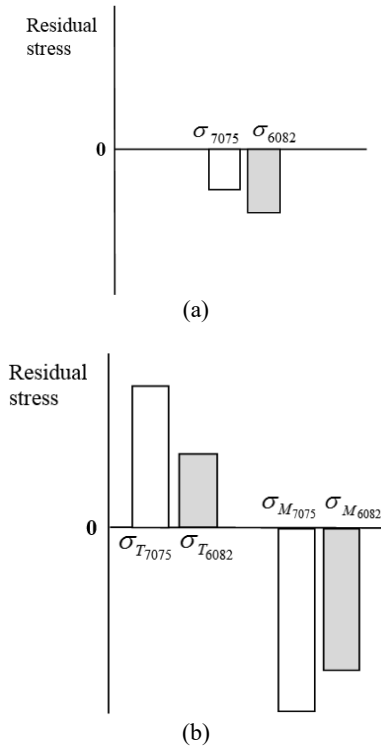 Residual
stress
σ7075 σ6082
0
(a)
Residual
stress
σM7075 σM6082
0
σT7075 σT6082
(b)